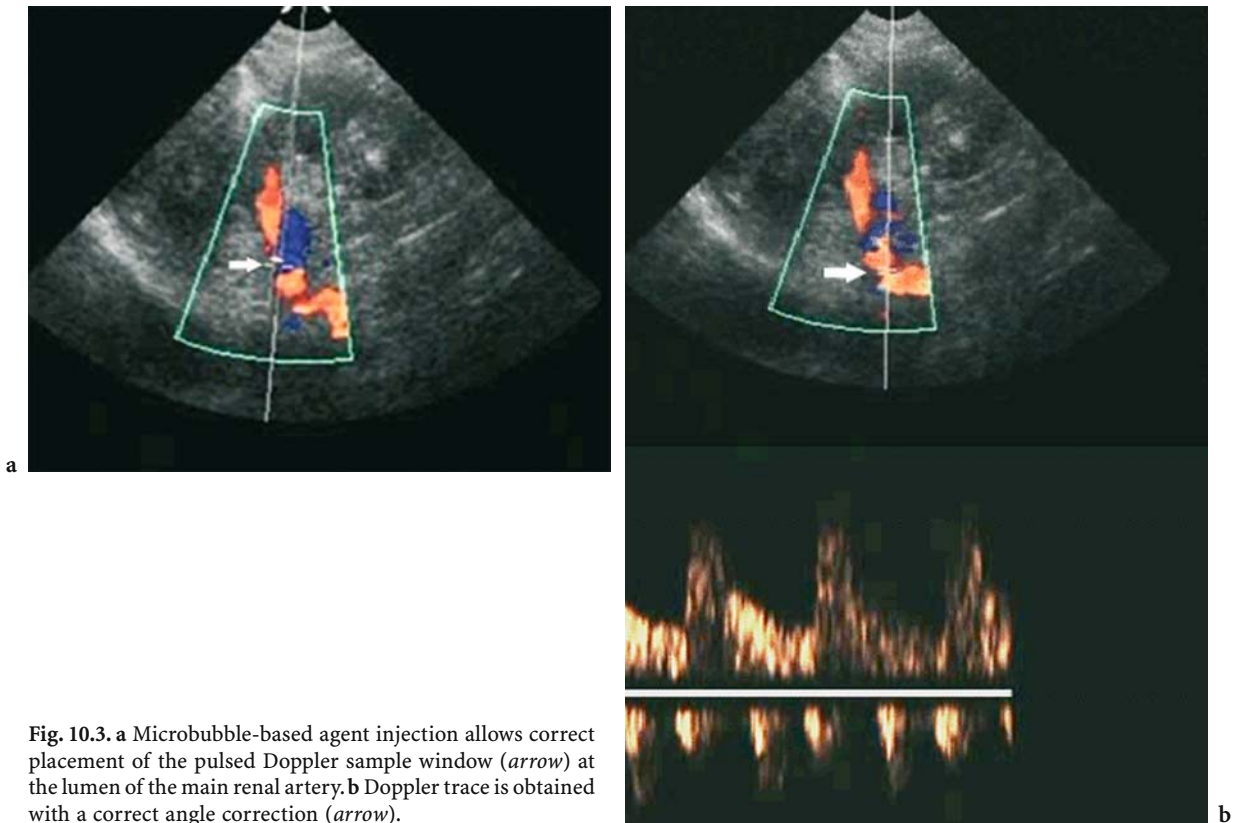 a
b
Fig. 10.3. a Microbubble-based agent injection allows correct
placement of the pulsed Doppler sample window (arrow) at
the lumen of the main renal artery. b Doppler trace is obtained
with a correct angle correction (arrow).